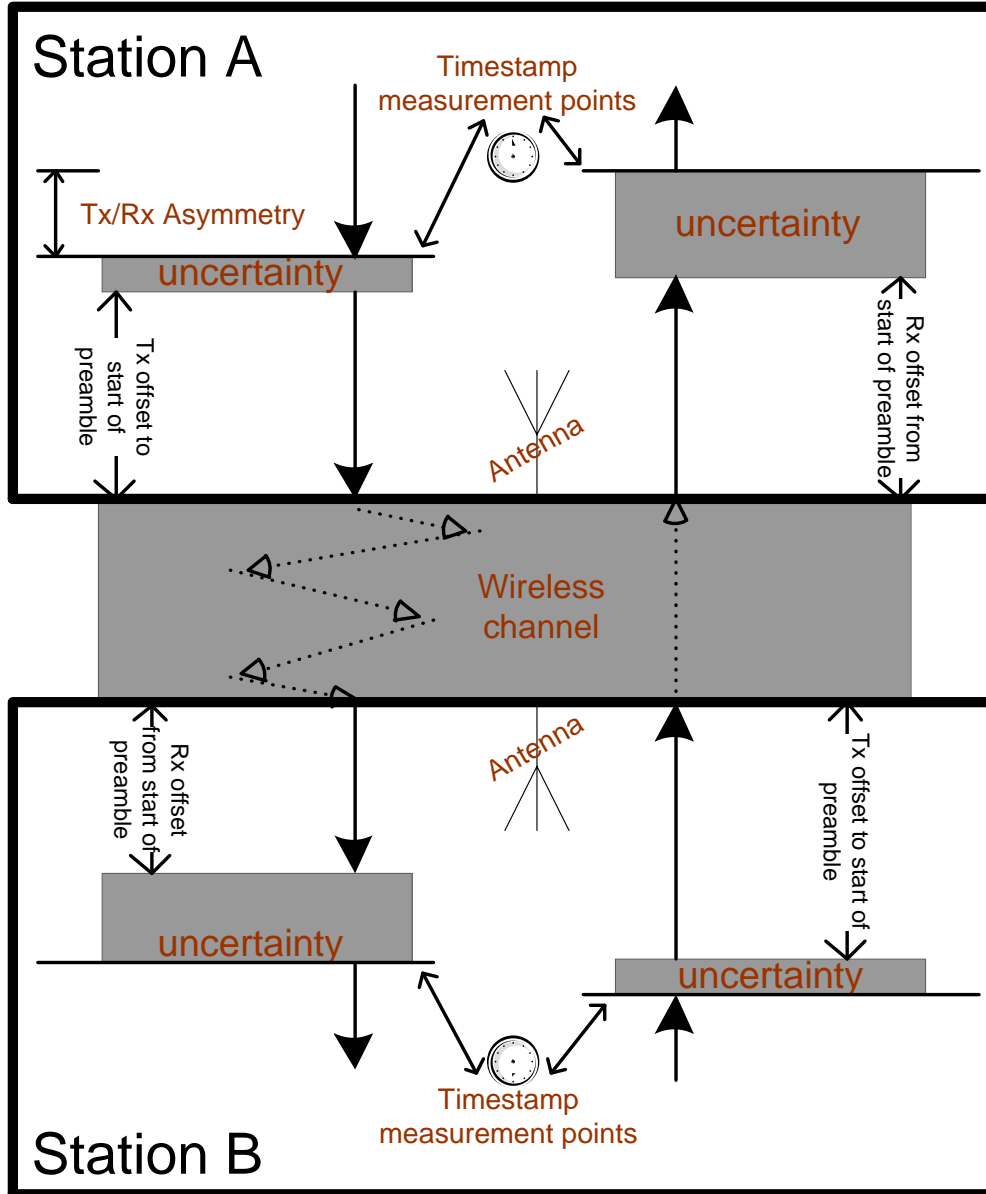 Station A
Timestamp
measurement points
Tx/Rx Asymmetry
uncertainty
uncertainty
Tx offset to
start of
preamble
Rx offset from
start of preamble
Antenna
Wireless
channel
Rx offset
from start of
preamble
Antenna
Tx offset to start of
preamble
uncertainty
uncertainty
Timestamp
measurement points
Station B